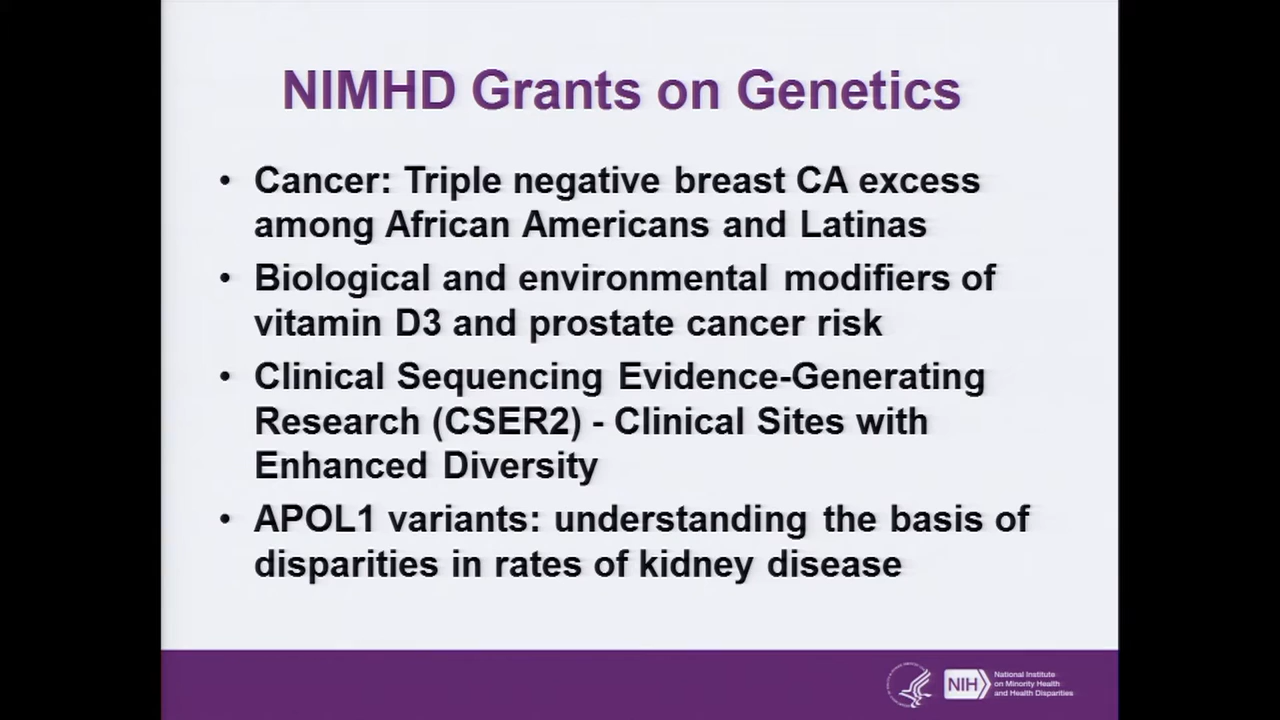 NIMHD Grants on Genetics
• Cancer: Triple negative breast CA excess
among African Americans and Latinas
• Biological and environmental modifiers of
vitamin D3 and prostate cancer risk
• Clinical Sequencing Evidence-Generating
Research (CSER2) - Clinical Sites with
Enhanced Diversity
• APOL1 variants: understanding the basis of
disparities in rates of kidney disease
NIH
National Institute
on Minority Health
and Health Disparities